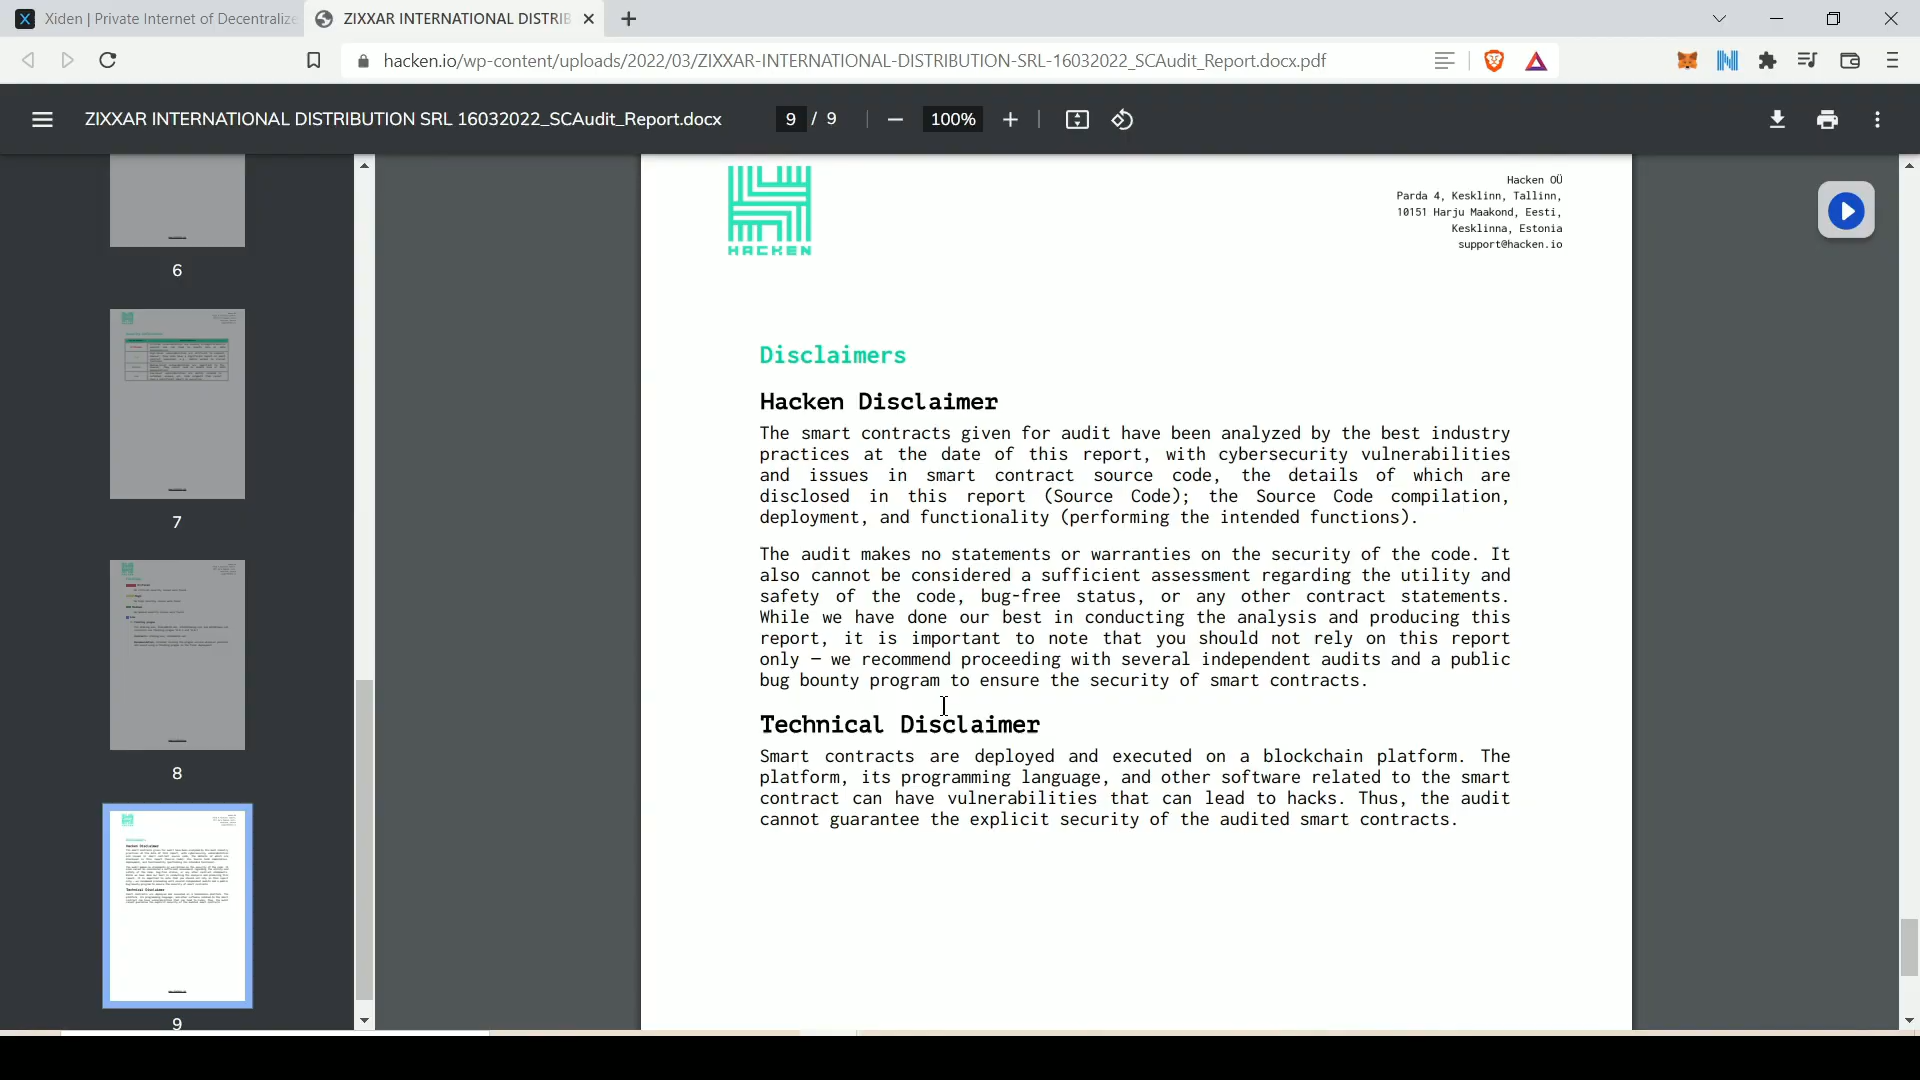 Xiden | Private Internet of Decentralize
ZIXXAR INTERNATIONAL DISTRIB
hacken.io/wp-content/uploads/2022/03/ZIXXAR-INTERNATIONAL-DISTRIBUTION-SRL-16032022_SCAudit_Report.docx.pdf
ZIXXAR INTERNATIONAL DISTRIBUTION SRL 16032022_SCAudit_Report.docx
9 / 9
100%
6
7
8
9
HACKEN
Hacken OÜ
Parda 4, Kesklinn, Tallinn,
10151 Harju Maakond, Eesti,
Kesklinna, Estonia
support@hacken.io
Disclaimers
Hacken Disclaimer
The smart contracts given for audit have been analyzed by the best industry
practices at the date of this report, with cybersecurity vulnerabilities
and issues in smart contract source code, the details of which are
disclosed in this report (Source Code); the Source Code compilation,
deployment, and functionality (performing the intended functions).
The audit makes no statements or warranties on the security of the code. It
also cannot be considered a sufficient assessment regarding the utility and
safety of the code, bug-free status, or any other contract statements.
While we have done our best in conducting the analysis and producing this
report, it is important to note that you should not rely on this report
only – we recommend proceeding with several independent audits and a public
bug bounty program to ensure the security of smart contracts.
Technical Disclaimer
Smart contracts are deployed and executed on a blockchain platform. The
platform, its programming language, and other software related to the smart
contract can have vulnerabilities that can lead to hacks. Thus, the audit
cannot guarantee the explicit security of the audited smart contracts.